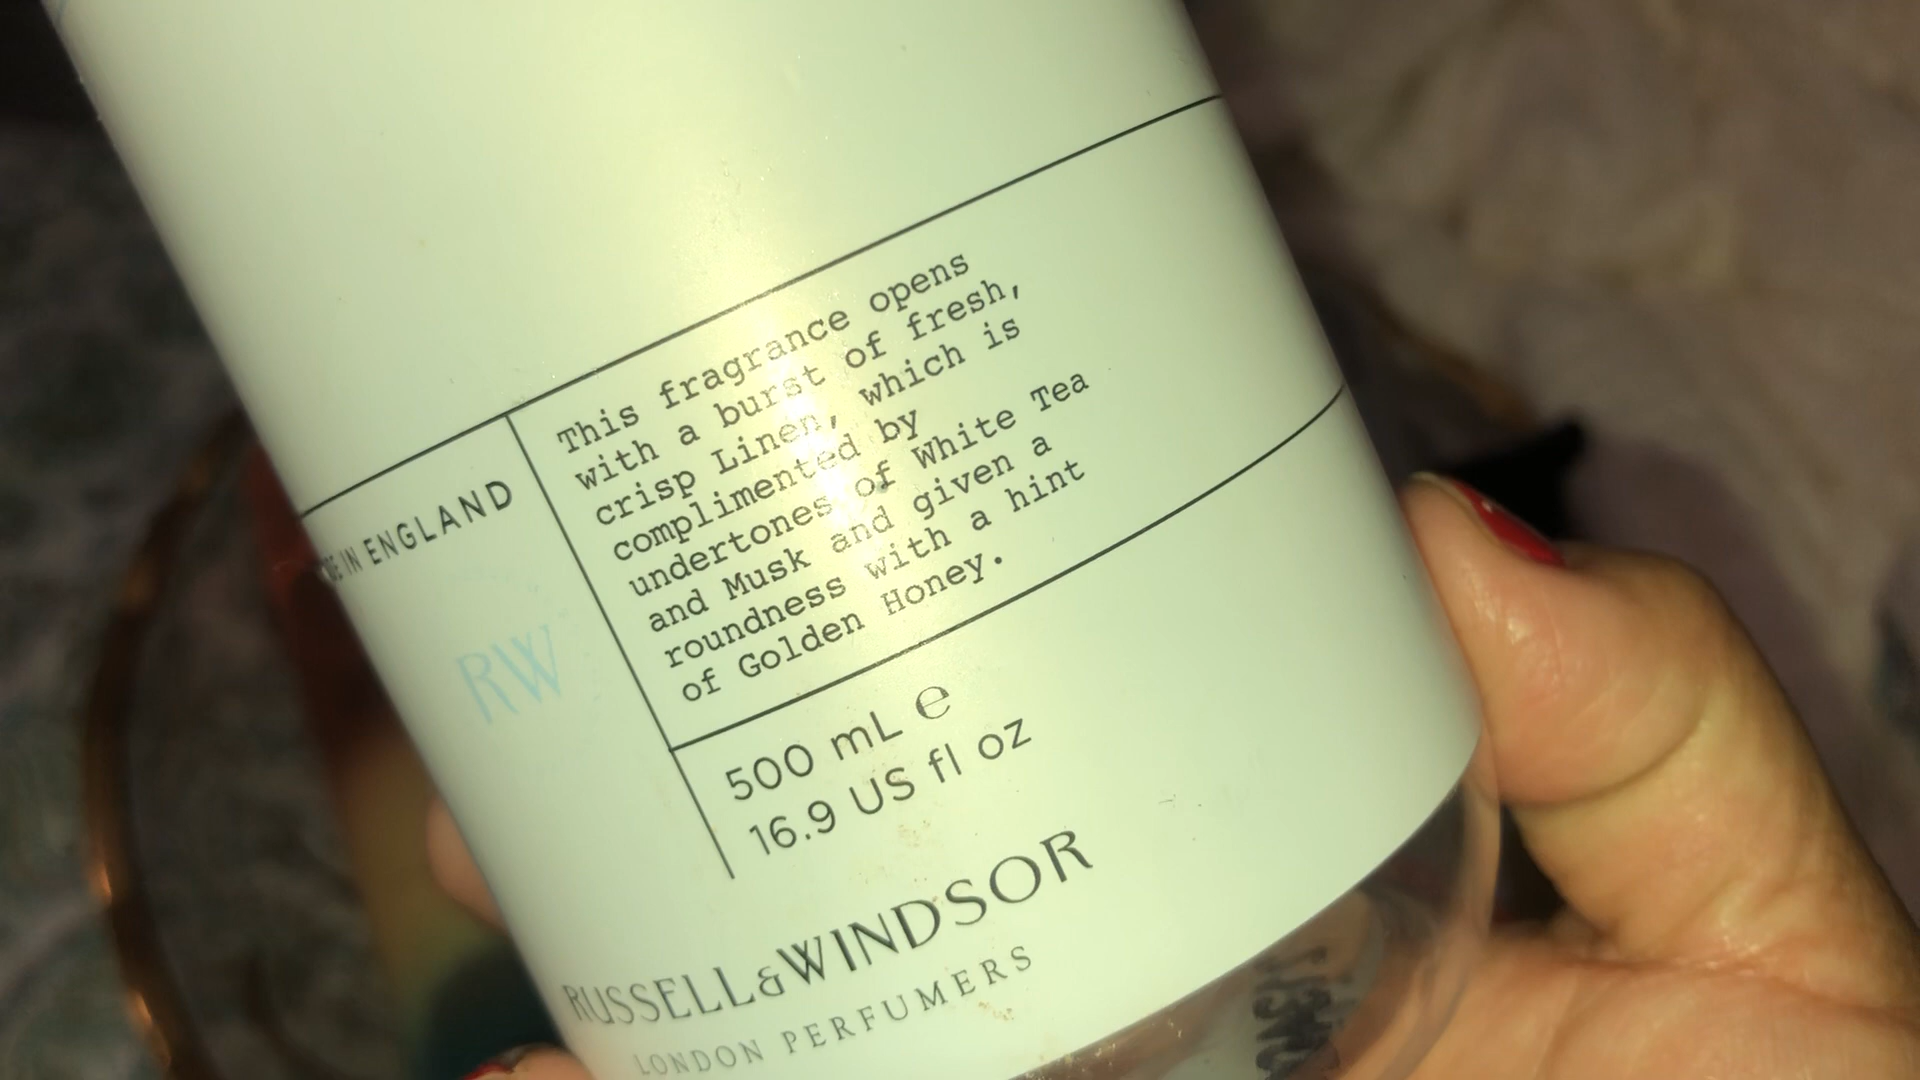 This fragrance opens
with a burst of fresh,
crisp Linen, which is
complimented by
undertones of White Tea
and Musk and given a
roundness with a hint
of Golden Honey.
IN ENGLAND
RW
500 mL ℮
16.9 US fl oz
RUSSELL & WINDSOR
LONDON PERFUMERS